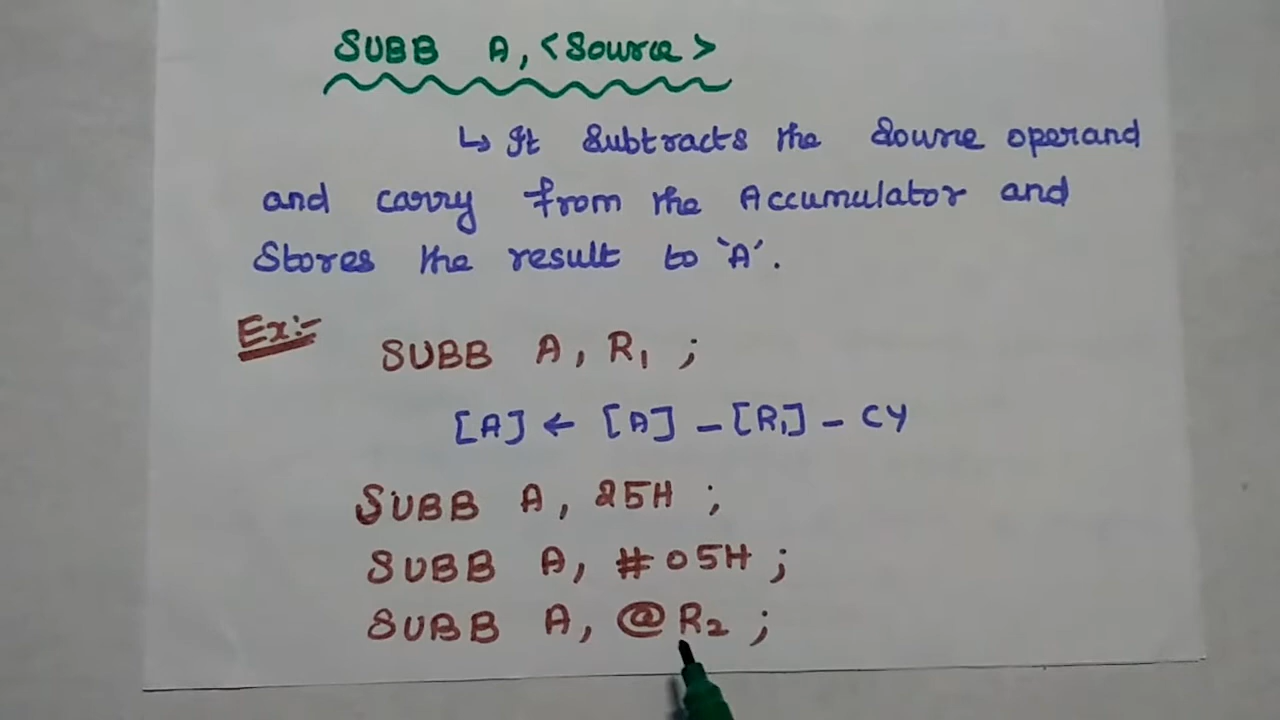 SUBB A, <Source>
↳ It Subtracts the Source operand
and carry from the Accumulator and
Stores the result to 'A'.
Ex:-
SUBB A, R1 ;
[A] ← [A] - [R1] - CY
SUBB A, 25H ;
SUBB A, #05H ;
SUBB A, @R2 ;